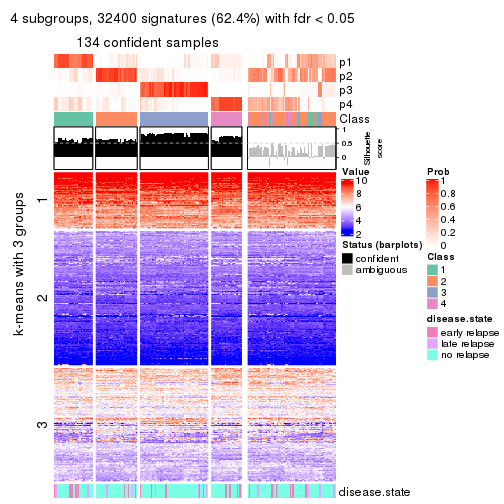 4 subgroups, 32400 signatures (62.4%) with fdr < 0.05
134 confident samples
p1
p2
p3
p4
Class
1
0.5
0
Silhouette
score
k-means with 3 groups
1
2
3
disease.state
Value
10
8
6
4
2
Status (barplots)
confident
ambiguous
Prob
1
0.8
0.6
0.4
0.2
0
Class
1
2
3
4
disease.state
early relapse
late relapse
no relapse